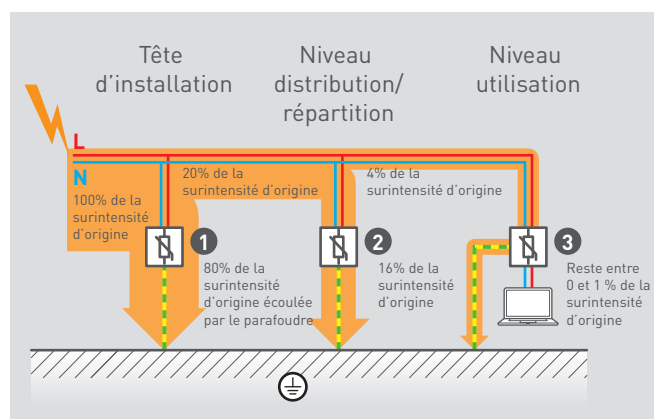 Tête
d'installation
Niveau
distribution/
répartition
Niveau
utilisation
L
N
100% de la
surintensité
d'origine
20% de la
surintensité d'origine
4% de la
surintensité d'origine
1
2
3
80% de la
surintensité
d'origine écoulée
par le parafoudre
16% de la
surintensité
d'origine
Reste entre
0 et 1 % de la
surintensité
d'origine